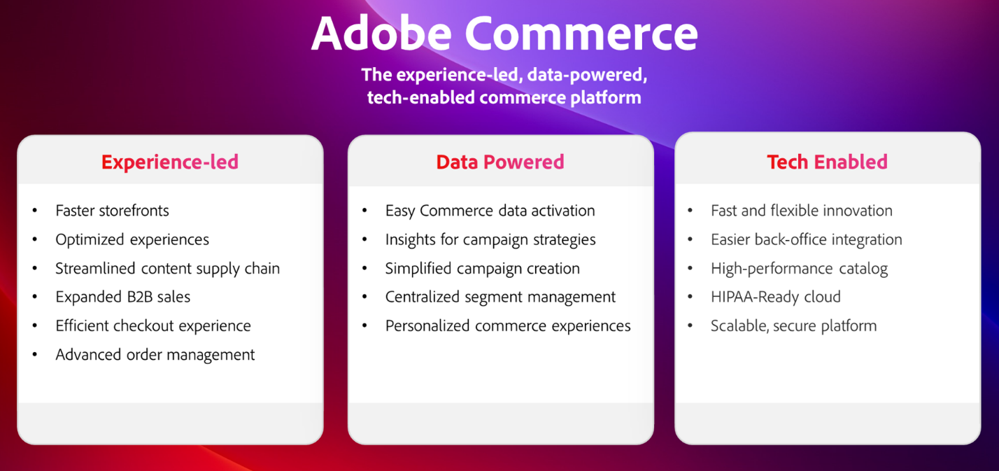 Adobe Commerce
The experience-led, data-powered,
tech-enabled commerce platform
Experience-led
• Faster storefronts
• Optimized experiences
• Streamlined content supply chain
• Expanded B2B sales
• Efficient checkout experience
• Advanced order management
Data Powered
• Easy Commerce data activation
• Insights for campaign strategies
• Simplified campaign creation
• Centralized segment management
• Personalized commerce experiences
Tech Enabled
• Fast and flexible innovation
• Easier back-office integration
• High-performance catalog
• HIPAA-Ready cloud
• Scalable, secure platform